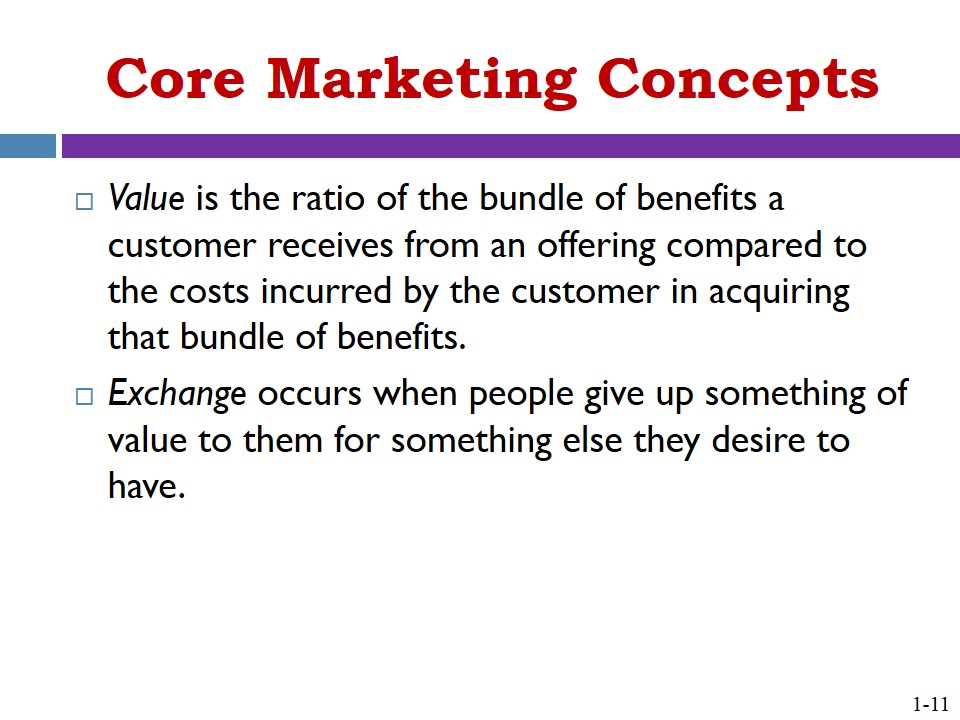 Core Marketing Concepts
Value is the ratio of the bundle of benefits a
customer receives from an offering compared to
the costs incurred by the customer in acquiring
that bundle of benefits.
Exchange occurs when people give up something of
value to them for something else they desire to
have.
1-11